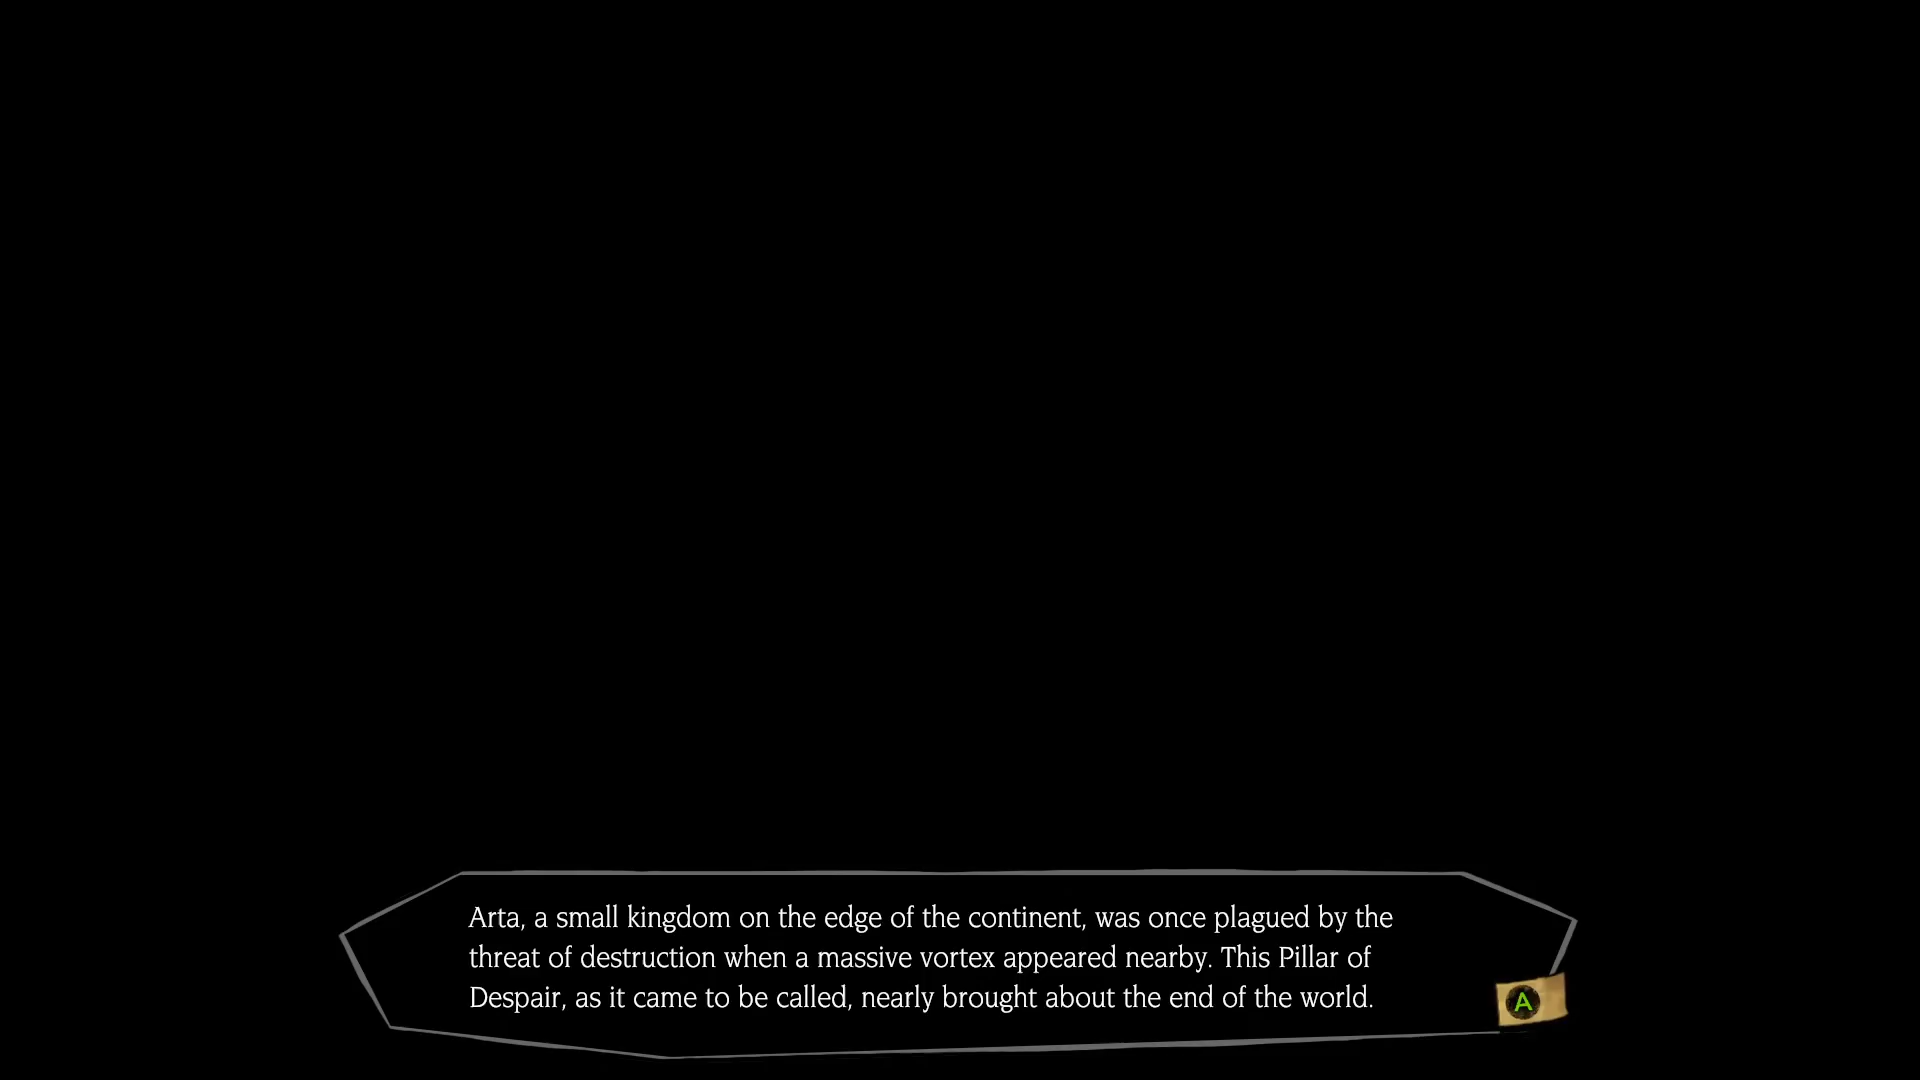 Arta, a small kingdom on the edge of the continent, was once plagued by the
threat of destruction when a massive vortex appeared nearby. This Pillar of
Despair, as it came to be called, nearly brought about the end of the world.
A